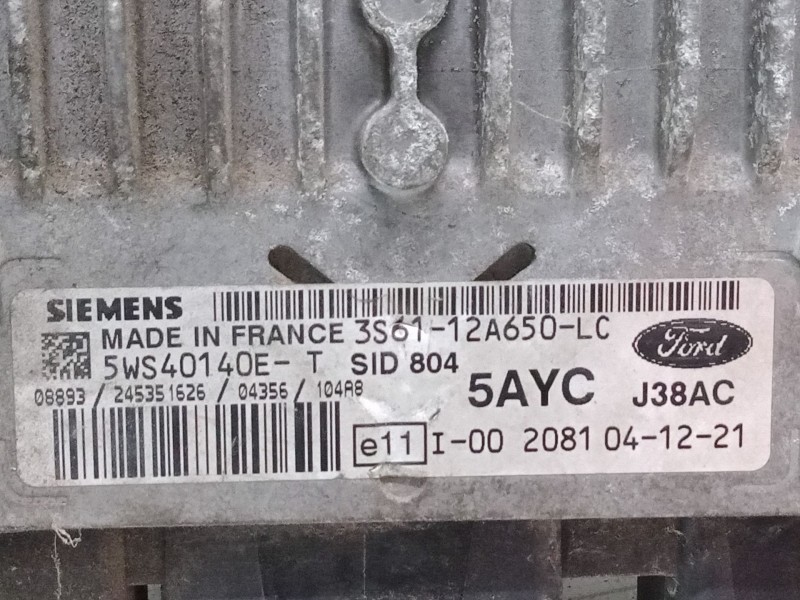 SIEMENS
MADE IN FRANCE 3S61-12A650-LC
Ford
5WS40140E- T SID 804
08893 / 245351626 / 04356 / 104A8
5AYC J38AC
e11 I-00 2081 04-12-21